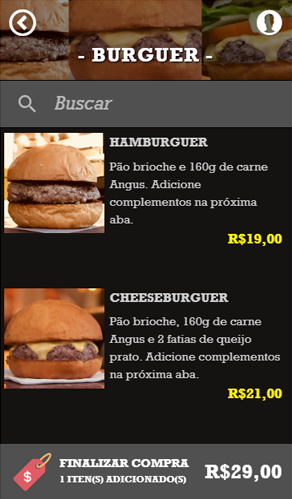 - BURGUER -
Buscar
HAMBURGUER
Pão brioche e 160g de carne
Angus. Adicione
complementos na próxima
aba.
R$19,00
CHEESEBURGUER
Pão brioche, 160g de carne
Angus e 2 fatias de queijo
prato. Adicione complementos
na próxima aba.
R$21,00
$
FINALIZAR COMPRA
1 ITEN(S) ADICIONADO(S)
R$29,00